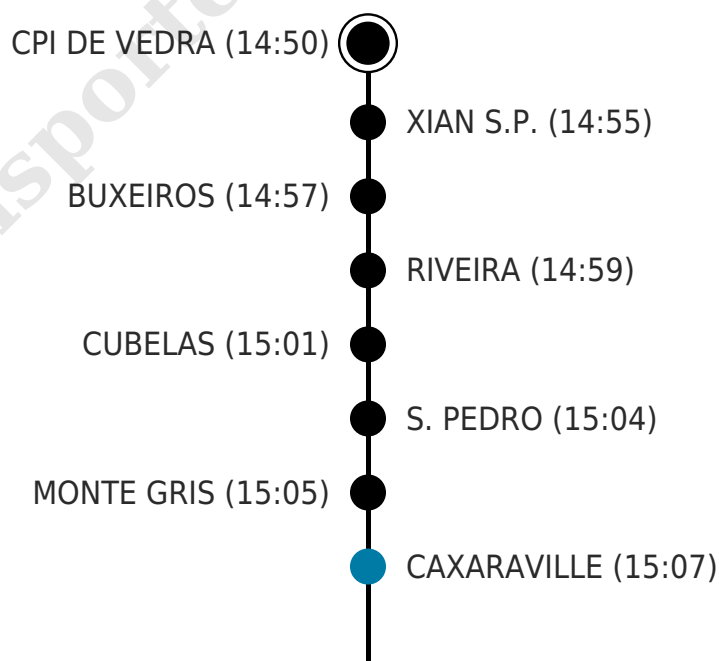 CPI DE VEDRA (14:50)
XIAN S.P. (14:55)
BUXEIROS (14:57)
RIVEIRA (14:59)
CUBELAS (15:01)
S. PEDRO (15:04)
MONTE GRIS (15:05)
CAXARAVILLE (15:07)